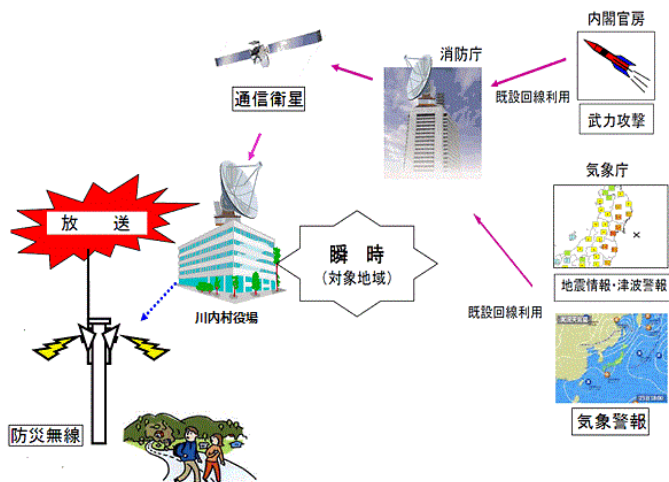 内閣官房
武力攻撃
消防庁
既設回線利用
通信衛星
気象庁
地震情報・津波警報
既設回線利用
気象警報
放 送
瞬 時
(対象地域)
川内村役場
防災無線